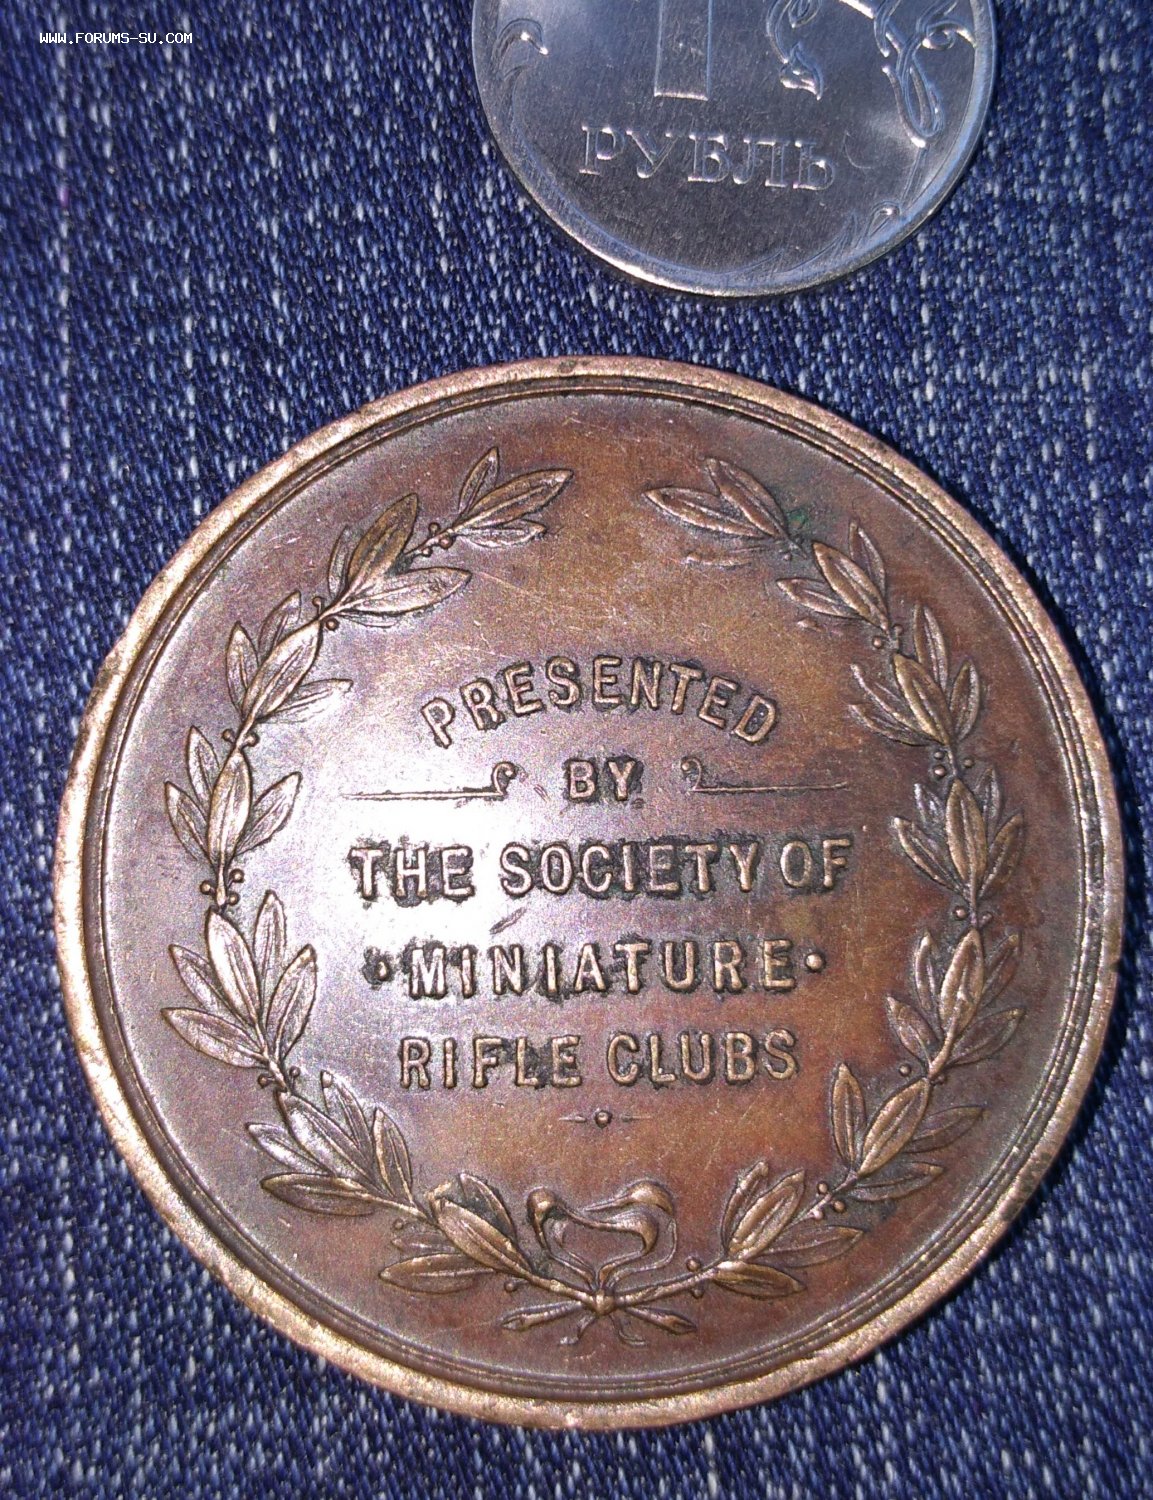 WWW.FORUMS-SU.COM
РУБЛЬ
PRESENTED
BY
THE SOCIETY OF
·MINIATURE·
RIFLE CLUBS